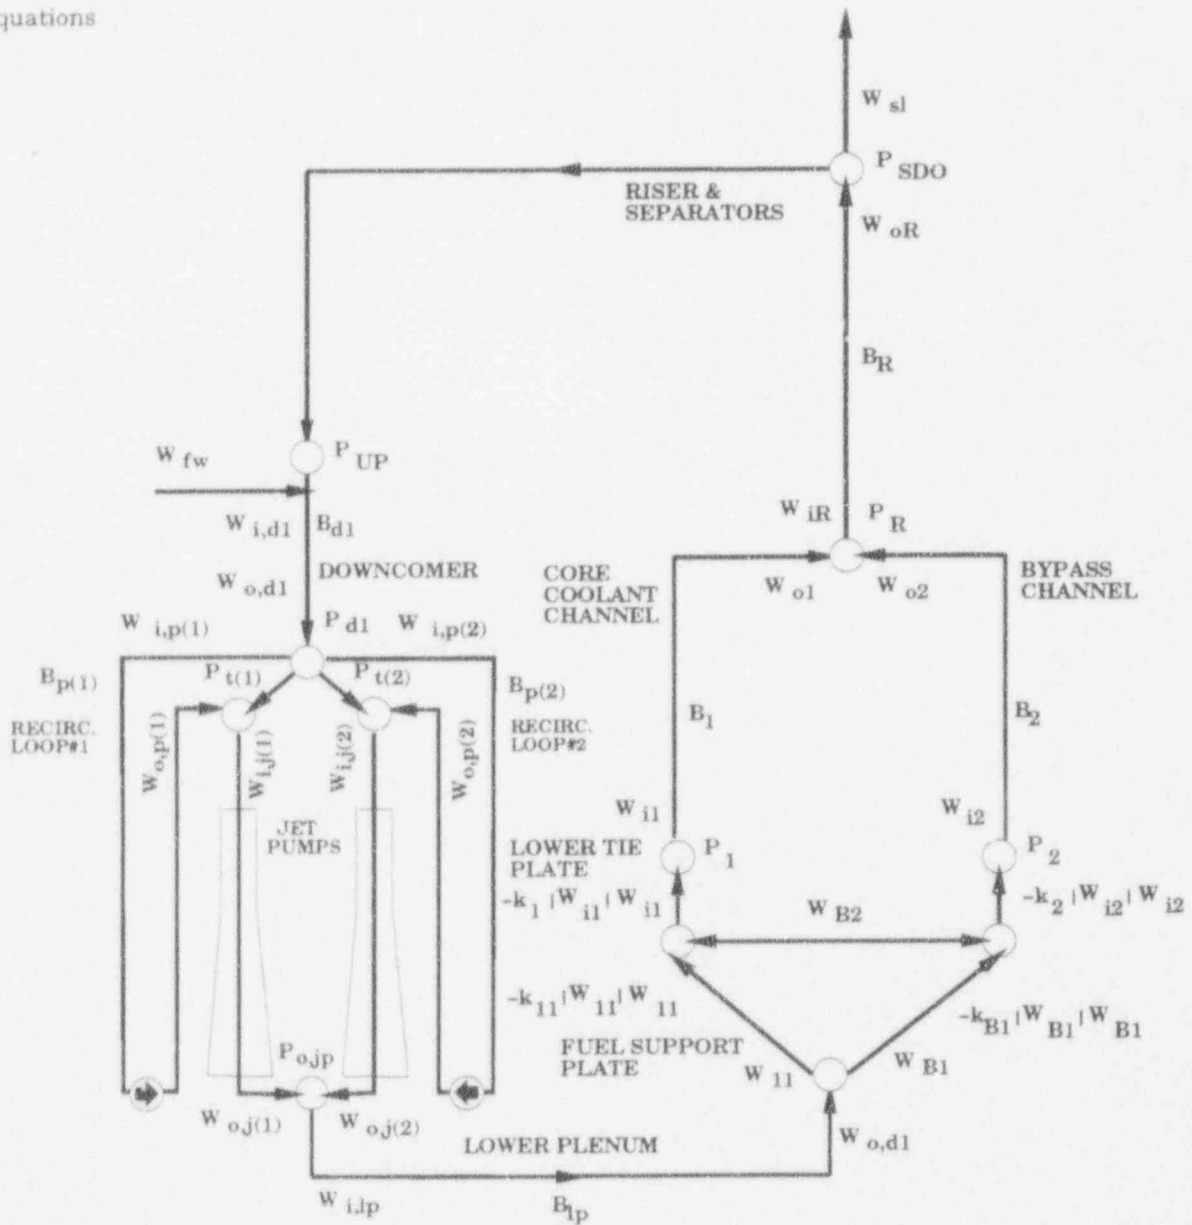 quations
W sl
P SDO
RISER &
SEPARATORS
W oR
B R
W fw
P UP
W i,d1
B d1
W iR
P R
DOWNCOMER
W o,d1
CORE
COOLANT
CHANNEL
W o1
W o2
BYPASS
CHANNEL
W i,p(1)
P d1
W i,p(2)
P t(1)
P t(2)
B p(1)
B p(2)
RECIRC.
LOOP#1
W o,p(1)
W i,j(1)
W i,j(2)
W o,p(2)
RECIRC.
LOOP#2
B 1
B 2
W i1
W i2
JET
PUMPS
LOWER TIE
PLATE
P 1
P 2
-k 1 |W i1 | W i1
W B2
-k 2 |W i2 | W i2
-k 11 |W 11 | W 11
-k B1 |W B1 | W B1
FUEL SUPPORT
PLATE
W 11
W B1
P o,jp
W o,j(1)
W o,j(2)
LOWER PLENUM
W o,d1
W i,lp
B lp